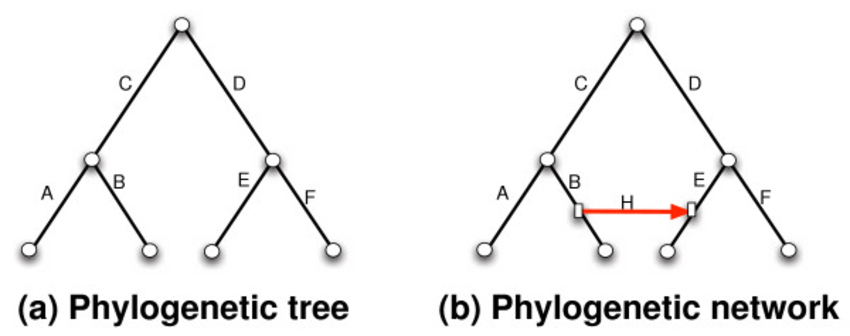 C D C D
A B E F A B H E F
(a) Phylogenetic tree (b) Phylogenetic network